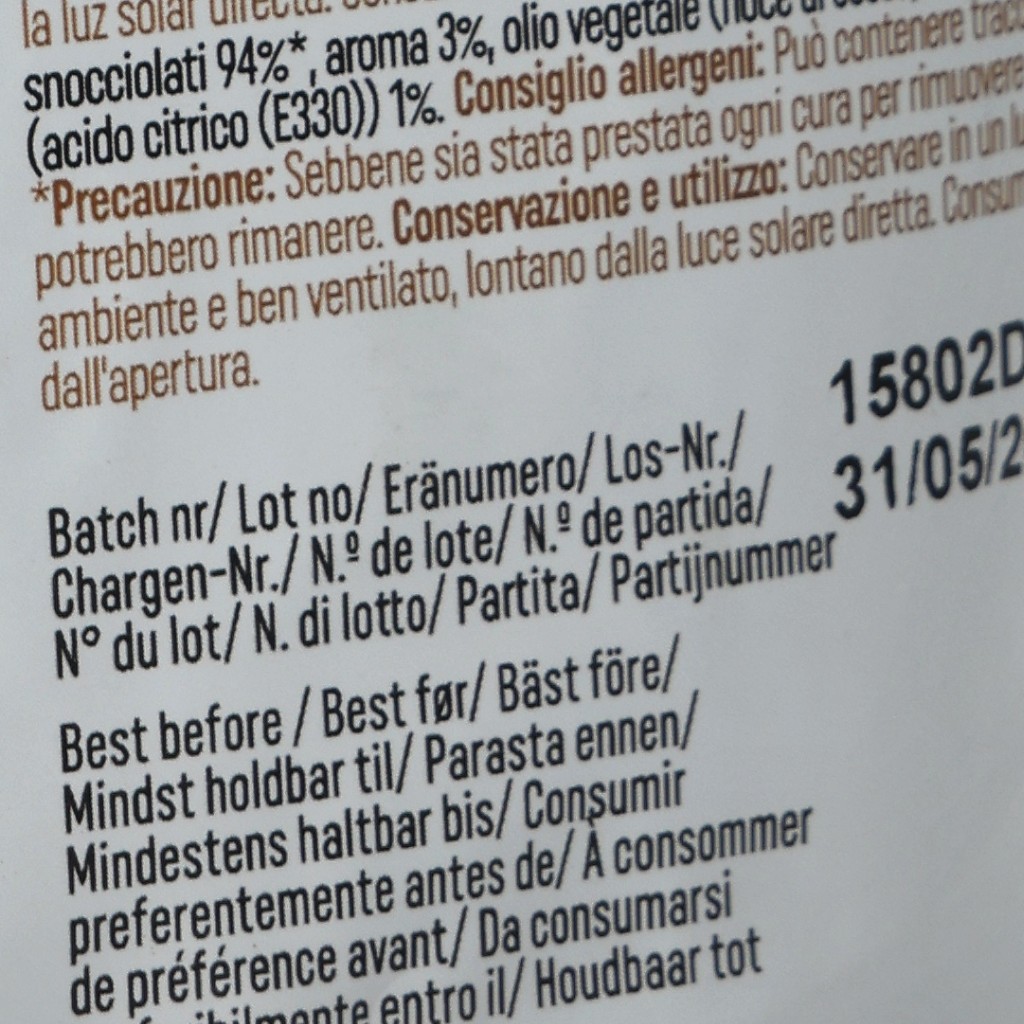 la luz solar directa.
snocciolati 94%*, aroma 3%, olio vegetale
(acido citrico (E330)) 1%. Consiglio allergeni: Può contenere
*Precauzione: Sebbene sia stata prestata ogni cura per rimuovere
potrebbero rimanere. Conservazione e utilizzo: Conservare in un
ambiente e ben ventilato, lontano dalla luce solare diretta.
dall'apertura.
15802D
31/05/2
Batch nr/ Lot no/ Eränumero/ Los-Nr./
Chargen-Nr./ N.º de lote/ N.º de partida/
N° du lot/ N. di lotto/ Partita/ Partijnummer
Best before / Best før/ Bäst före/
Mindst holdbar til/ Parasta ennen/
Mindestens haltbar bis/ Consumir
preferentemente antes de/ À consommer
de préférence avant/ Da consumarsi
entro il/ Houdbaar tot